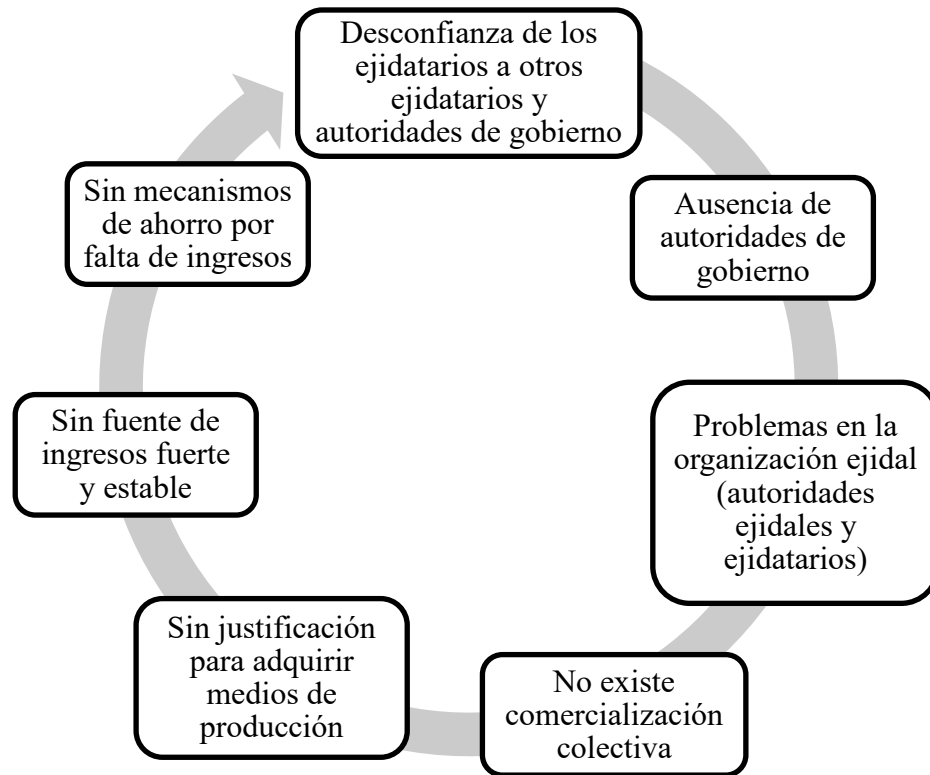 Desconfianza de los
ejidatarios a otros
ejidatarios y
autoridades de gobierno
Ausencia de
autoridades de
gobierno
Problemas en la
organización ejidal
(autoridades
ejidales y
ejidatarios)
No existe
comercialización
colectiva
Sin justificación
para adquirir
medios de
producción
Sin fuente de
ingresos fuerte
y estable
Sin mecanismos
de ahorro por
falta de ingresos